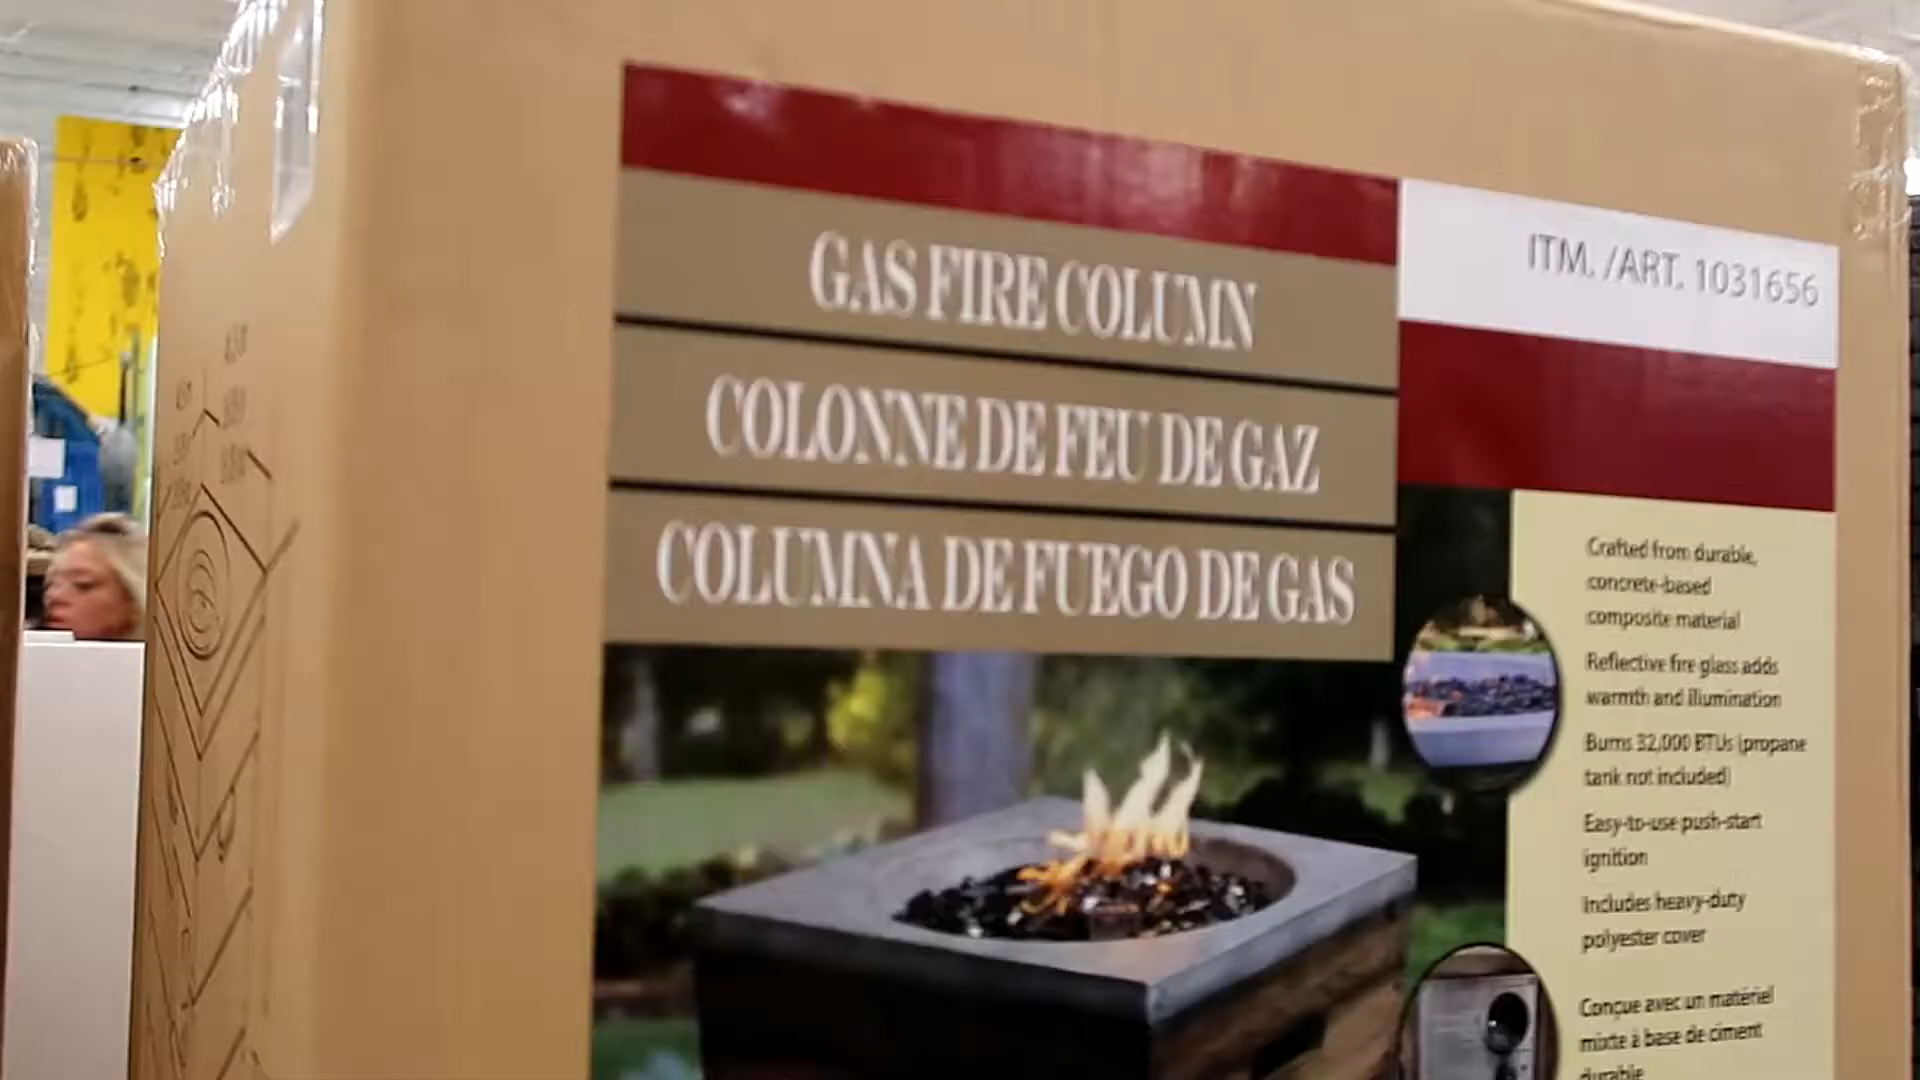 GAS FIRE COLUMN
COLONNE DE FEU DE GAZ
COLUMNA DE FUEGO DE GAS
ITM. /ART. 1031656
Crafted from durable,
concrete-based
composite material
Reflective fire glass adds
warmth and illumination
Burns 32,000 BTUs (propane
tank not included)
Easy-to-use push-start
ignition
Includes heavy-duty
polyester cover
Conçue avec un matériel
mixte à base de ciment
durable